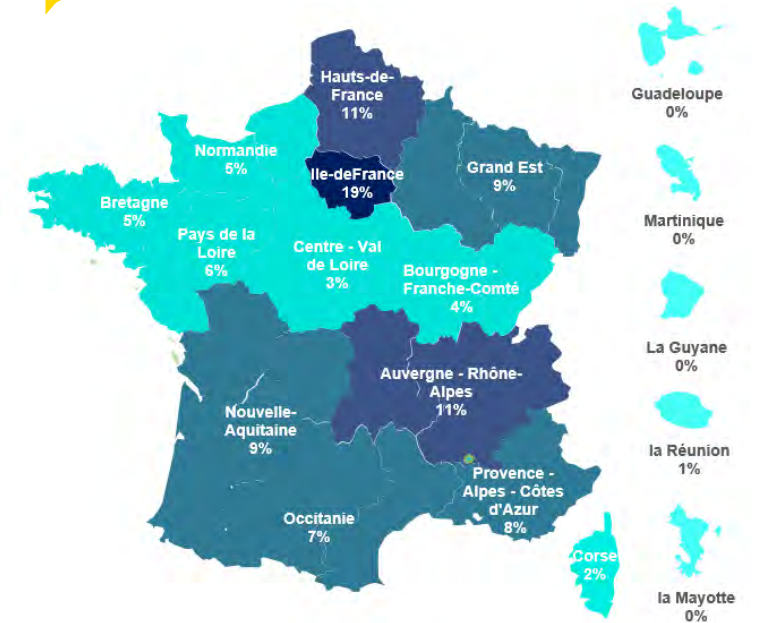 Hauts-de-
France
11%
Guadeloupe
0%
Normandie
5%
Ile-deFrance
19%
Grand Est
9%
Martinique
0%
Bretagne
5%
Pays de la
Loire
6%
Centre - Val
de Loire
3%
Bourgogne -
Franche-Comté
4%
La Guyane
0%
Auvergne - Rhône-
Alpes
11%
Nouvelle-
Aquitaine
9%
la Réunion
1%
Provence -
Alpes - Côtes
d'Azur
8%
Occitanie
7%
Corse
2%
la Mayotte
0%